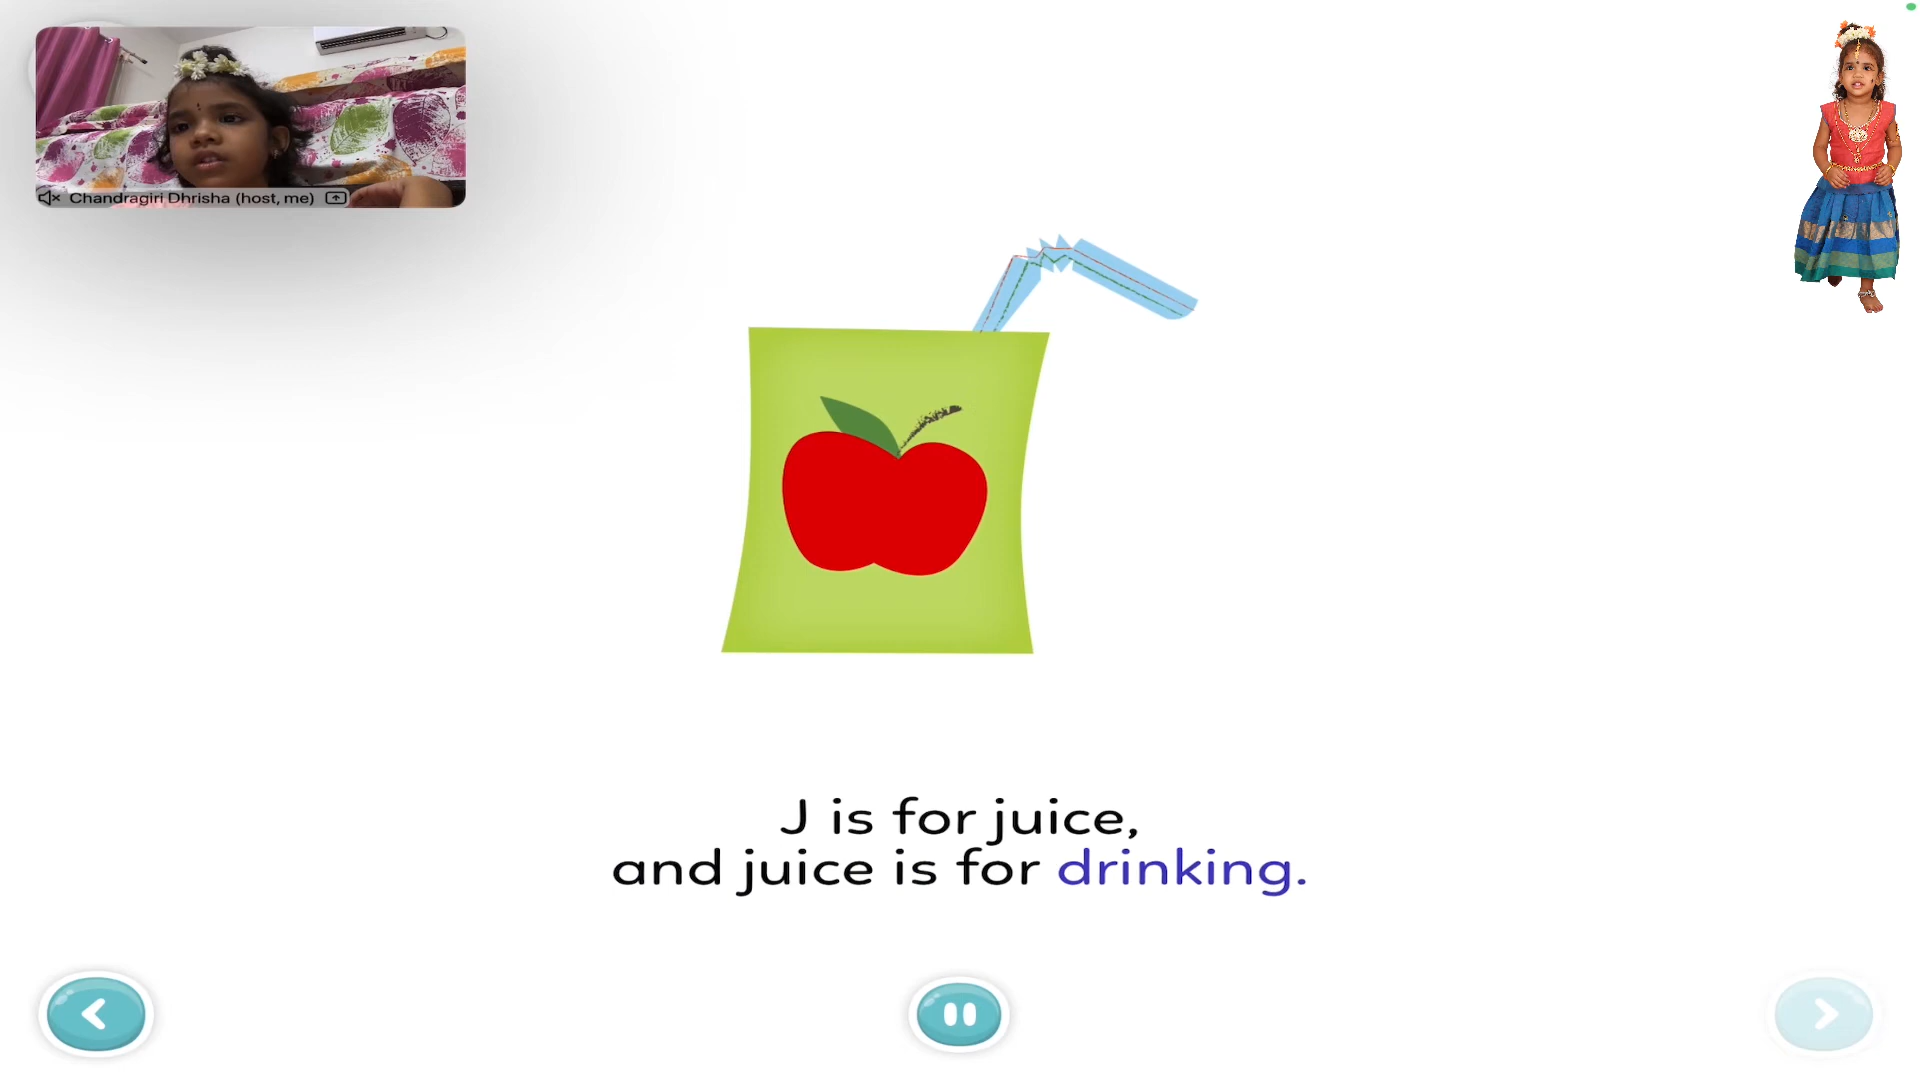 Chandragiri Dhrisha (host, me)
J is for juice,
and juice is for drinking.